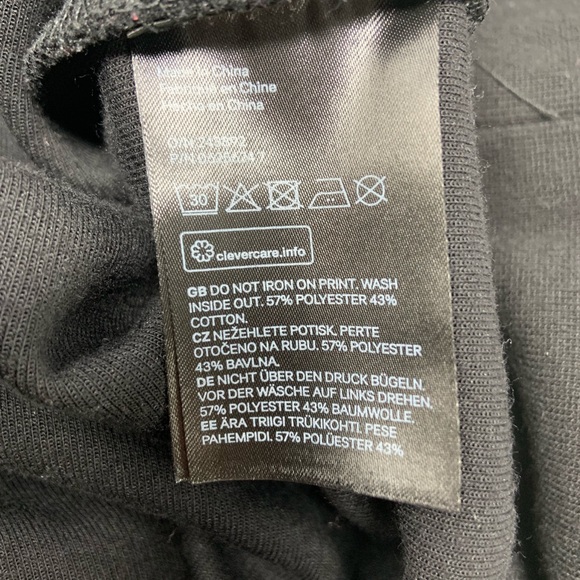 Made in China
Fabriqué en China
Hecho en China
O/N
P/N
30
clevercare.info
GB DO NOT IRON ON PRINT. WASH
INSIDE OUT. 57% POLYESTER 43%
COTTON.
CZ NEŽEHLETE POTISK. PERTE
OTOČENO NA RUBU. 57% POLYESTER
43% BAVLNA.
DE NICHT ÜBER DEN DRUCK BÜGELN.
VOR DER WÄSCHE AUF LINKS DREHEN.
57% POLYESTER 43% BAUMWOLLE.
EE ÄRA TRIIGI TRÜKIKOHTI. PESE
PAHEMPIDI. 57% POLÜESTER 43%